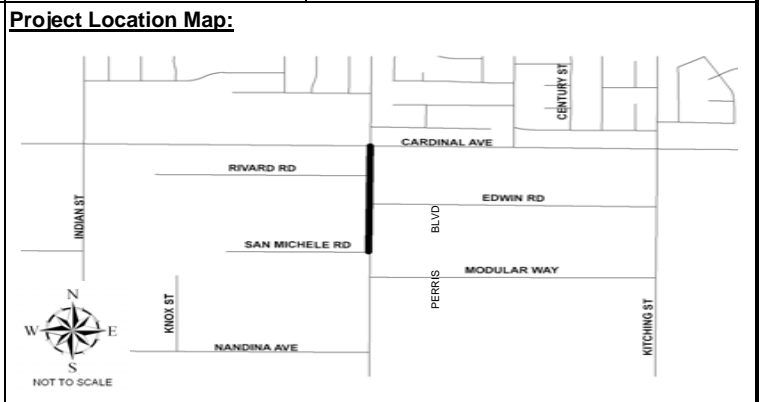 Project Location Map:
CENTURY ST
CARDINAL AVE
RIVARD RD
EDWIN RD
INDIAN ST
BLVD
SAN MICHELE RD
MODULAR WAY
PERRIS
KNOX ST
KITCHING ST
NANDINA AVE
N
W
E
S
NOT TO SCALE